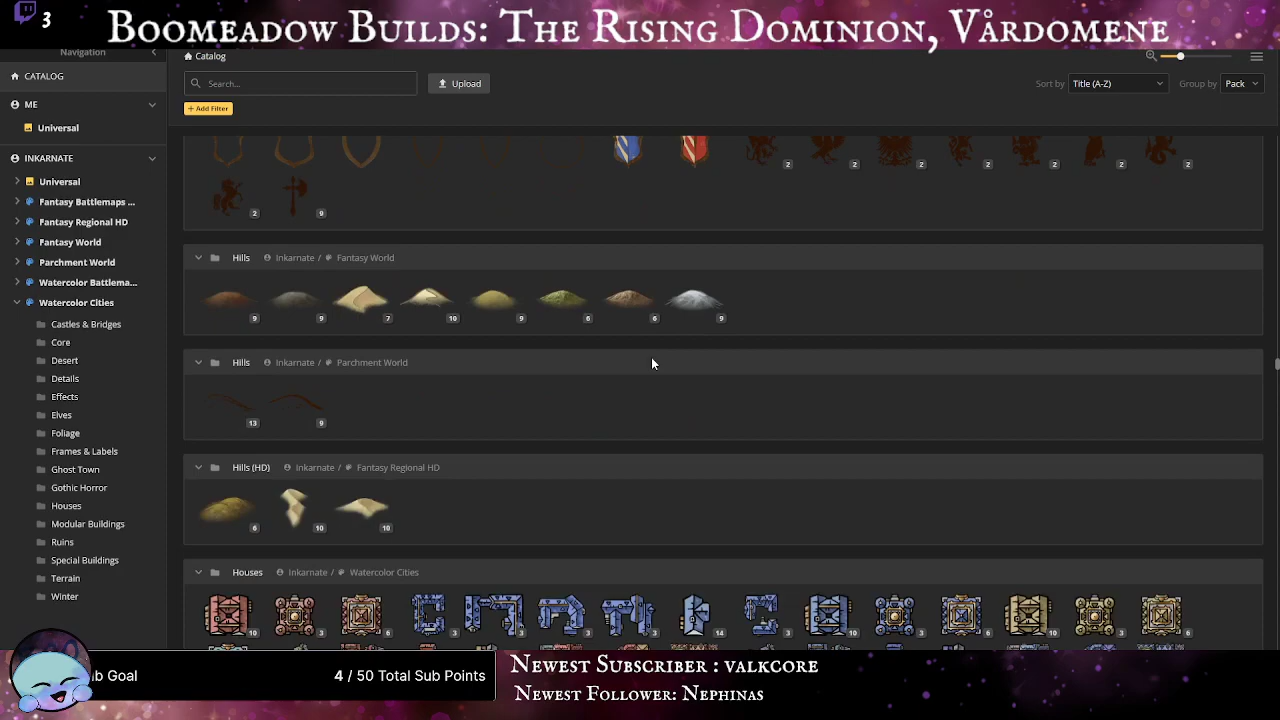 3
Boomeadow Builds: The Rising Dominion, Vårdomene
Navigation
CATALOG
ME
Universal
INKARNATE
Universal
Fantasy Battlemaps ...
Fantasy Regional HD
Fantasy World
Parchment World
Watercolor Battlema...
Watercolor Cities
Castles & Bridges
Core
Desert
Details
Effects
Elves
Foliage
Frames & Labels
Ghost Town
Gothic Horror
Houses
Modular Buildings
Ruins
Special Buildings
Terrain
Winter
Catalog
Search...
Upload
Sort by Title (A-Z) Group by Pack
+ Add Filter
2 2 2 2 2 2 2
2 9
Hills Inkarnate / Fantasy World
9 9 7 10 9 6 6 9
Hills Inkarnate / Parchment World
13 9
Hills (HD) Inkarnate / Fantasy Regional HD
6 10 10
Houses Inkarnate / Watercolor Cities
10 3 6 3 3 3 3 14 3 10 3 6 10 3 6
b Goal
4 / 50 Total Sub Points
Newest Subscriber : valkcore
Newest Follower: Nephinas